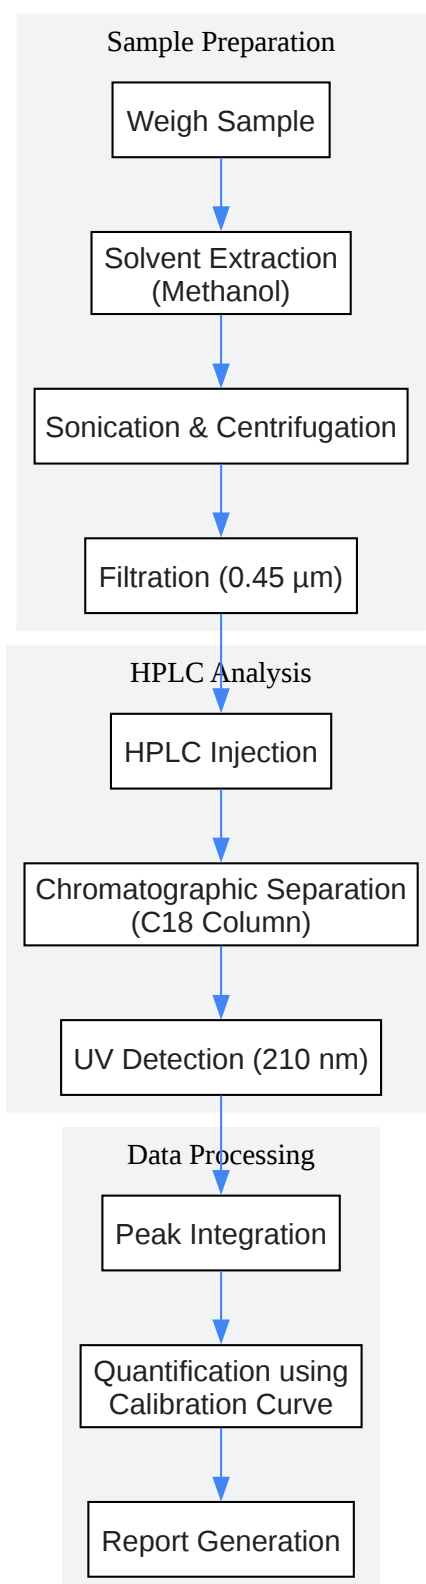 Sample Preparation
Weigh Sample
Solvent Extraction
(Methanol)
Sonication & Centrifugation
Filtration (0.45 µm)
HPLC Analysis
HPLC Injection
Chromatographic Separation
(C18 Column)
UV Detection (210 nm)
Data Processing
Peak Integration
Quantification using
Calibration Curve
Report Generation